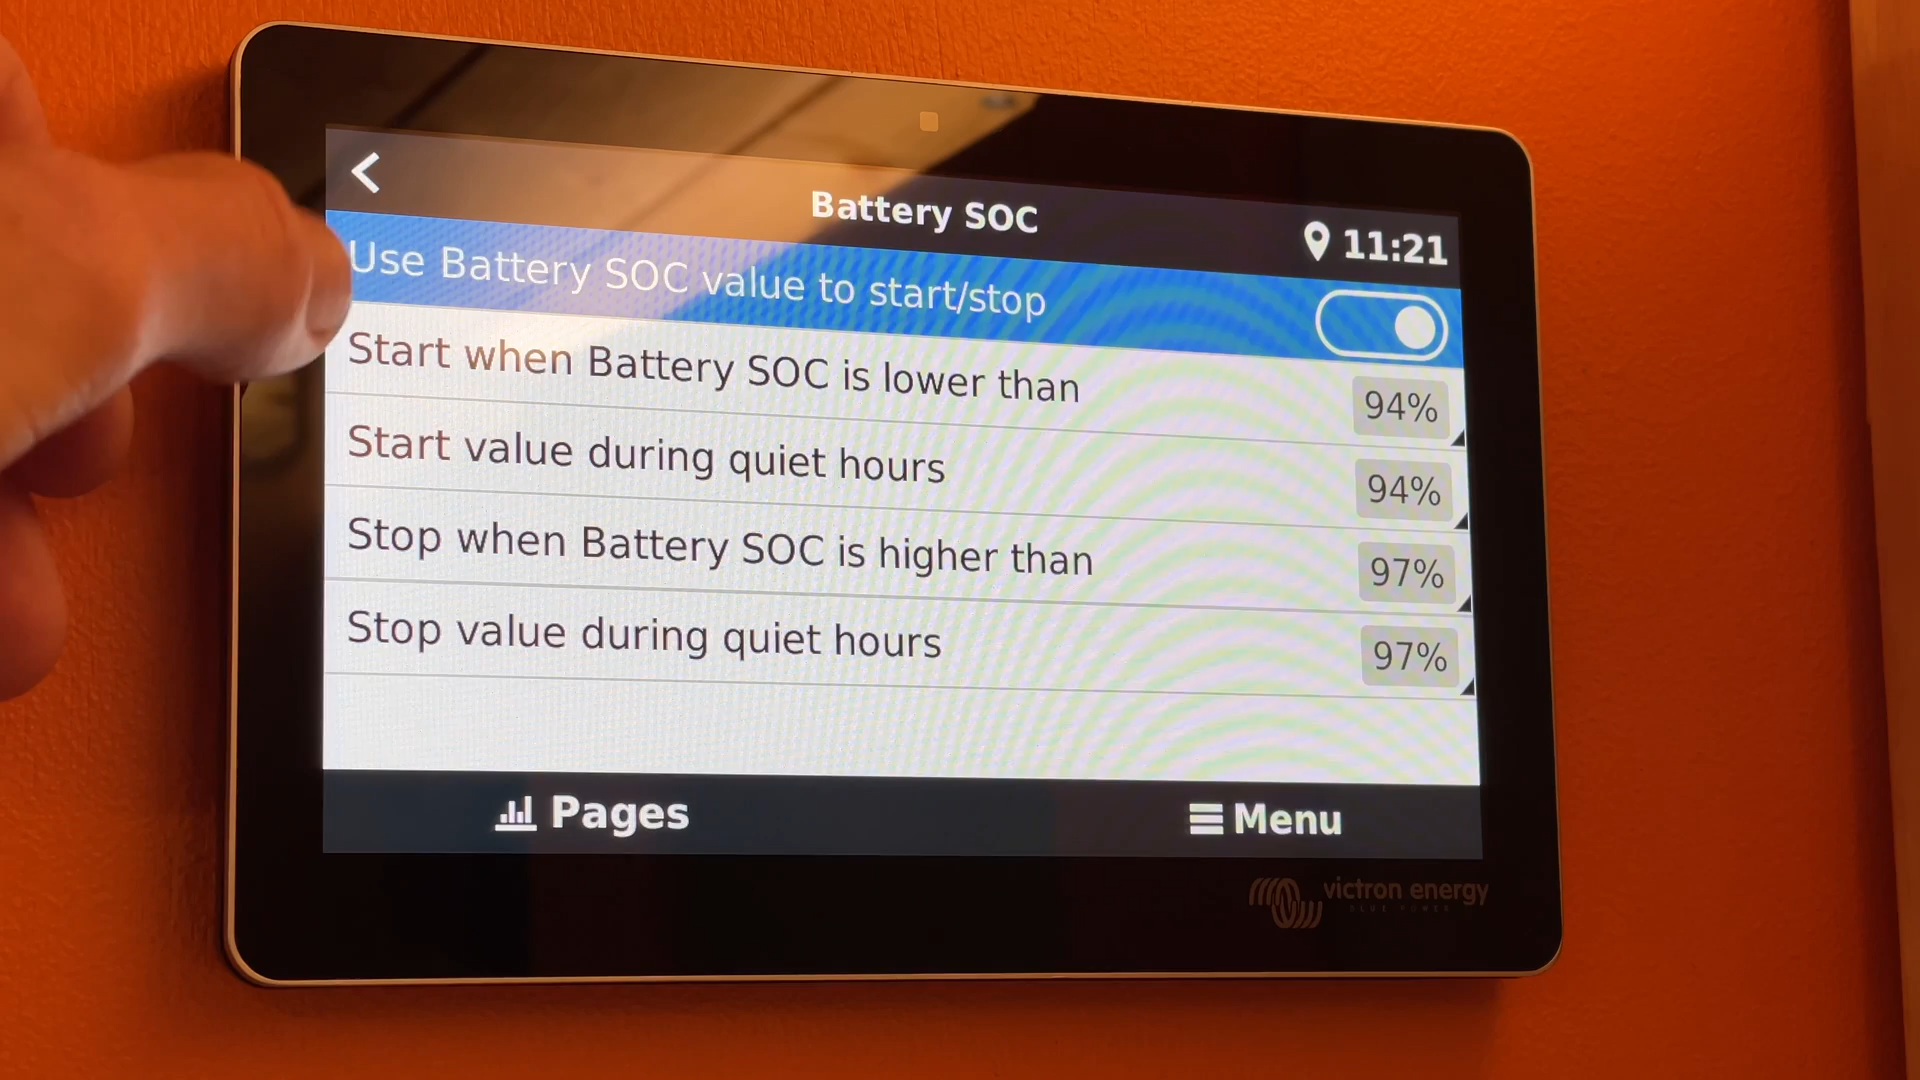 Battery SOC
11:21
Use Battery SOC value to start/stop
Start when Battery SOC is lower than 94%
Start value during quiet hours 94%
Stop when Battery SOC is higher than 97%
Stop value during quiet hours 97%
Pages Menu
victron energy
BLUE POWER